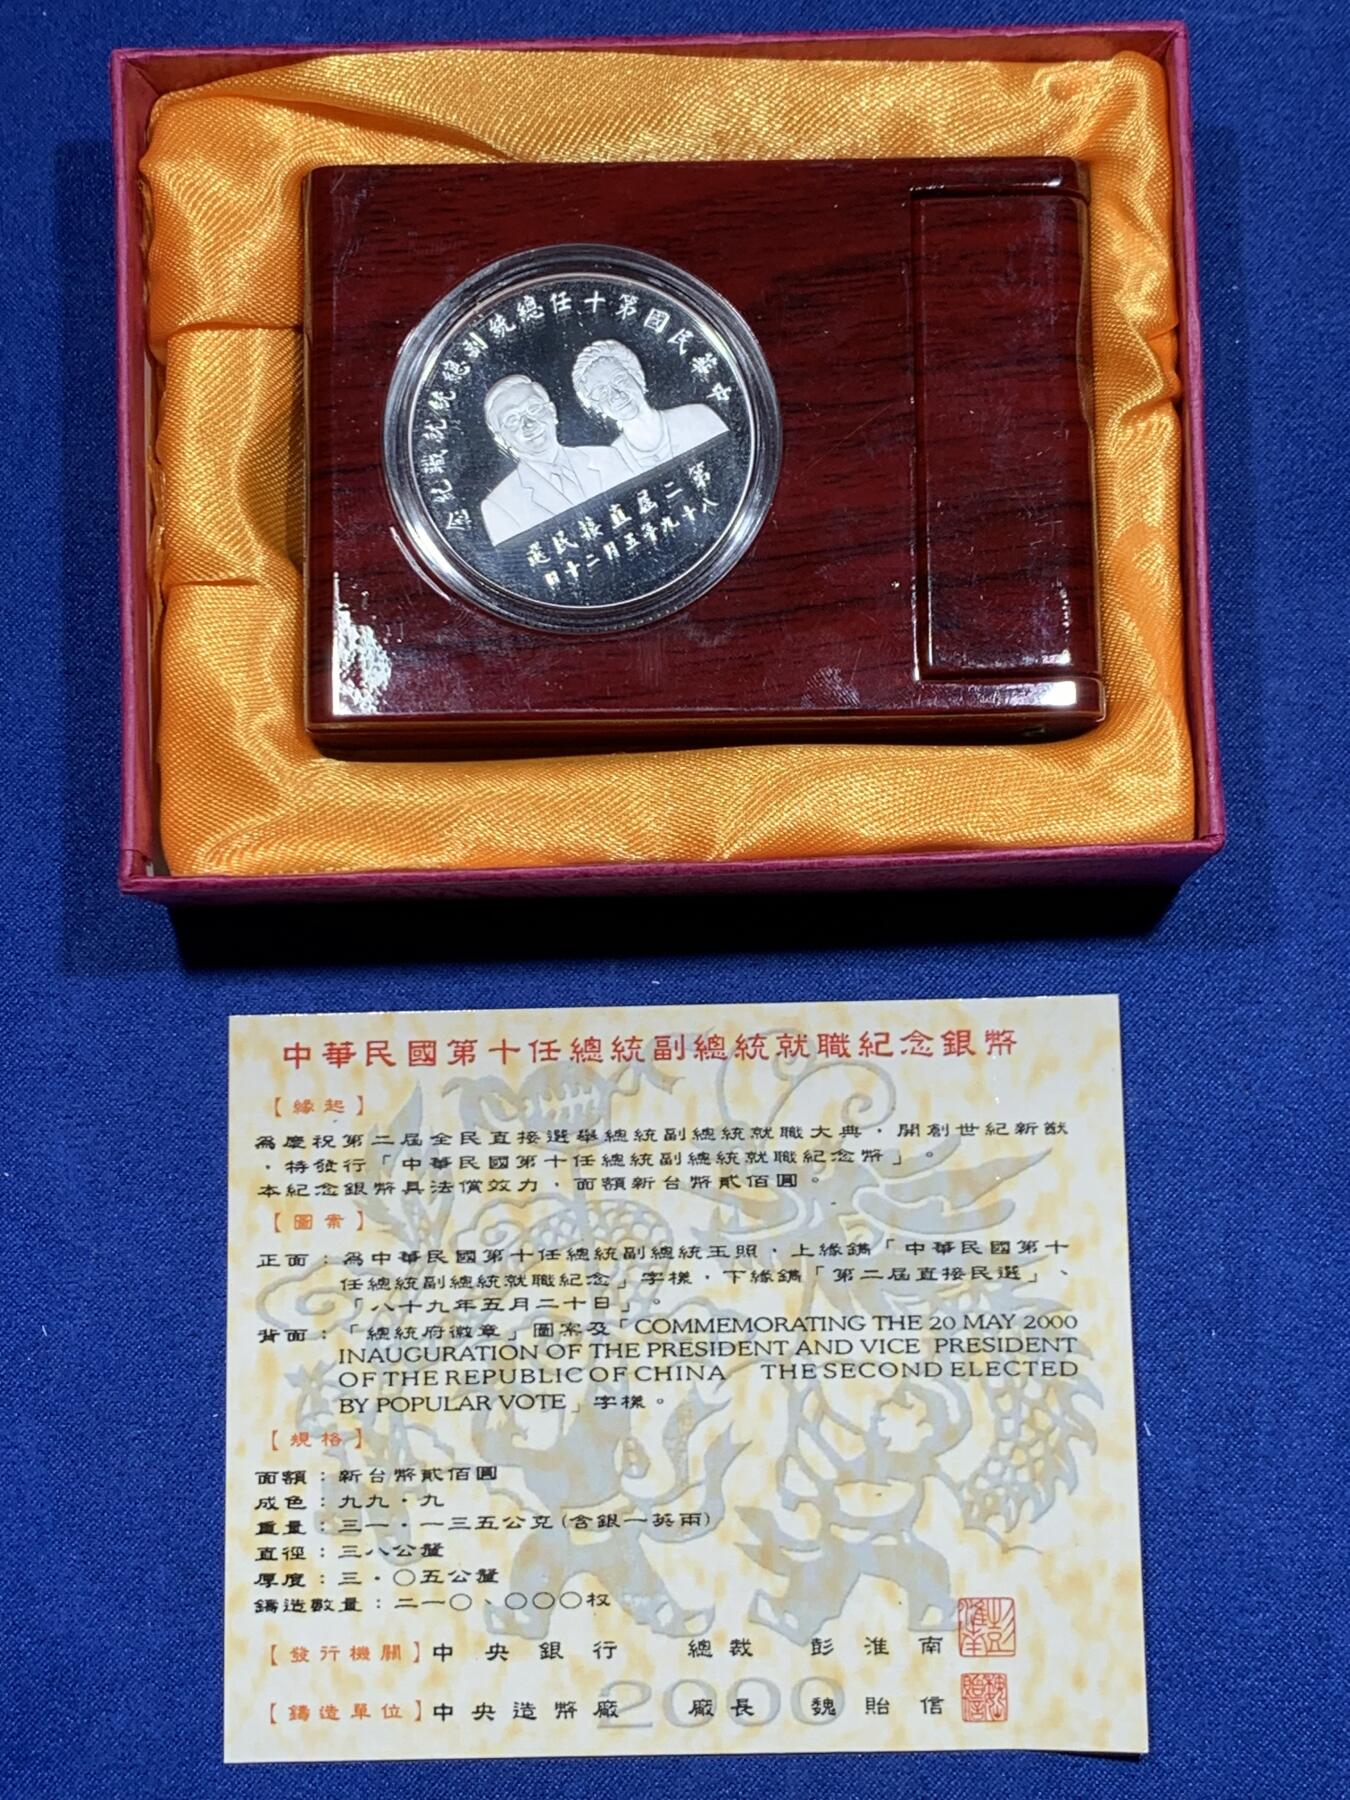 中華民國第十任總統副總統就職紀念
第二屆直接民選
八十九年五月二十日
中華民國第十任總統副總統就職紀念銀幣
【緣起】
為慶祝第二屆全民直接選舉總統副總統就職大典，開創世紀新猷
，特發行「中華民國第十任總統副總統就職紀念幣」。
本紀念銀幣具法償效力，面額新台幣貳佰圓。
【圖案】
正面：為中華民國第十任總統副總統玉照，上緣鐫「中華民國第十
任總統副總統就職紀念」字樣，下緣鐫「第二屆直接民選」、
「八十九年五月二十日」。
背面：「總統府徽章」圖案及「COMMEMORATING THE 20 MAY 2000
INAUGURATION OF THE PRESIDENT AND VICE PRESIDENT
OF THE REPUBLIC OF CHINA THE SECOND ELECTED
BY POPULAR VOTE」字樣。
【規格】
面額：新台幣貳佰圓
成色：九九．九
重量：三一．一三五公克(含銀一英兩)
直徑：三八公釐
厚度：三．〇五公釐
鑄造數量：二一〇、〇〇〇枚
【發行機關】中央銀行 總裁 彭淮南
【鑄造單位】中央造幣廠 廠長 魏貽信
2000